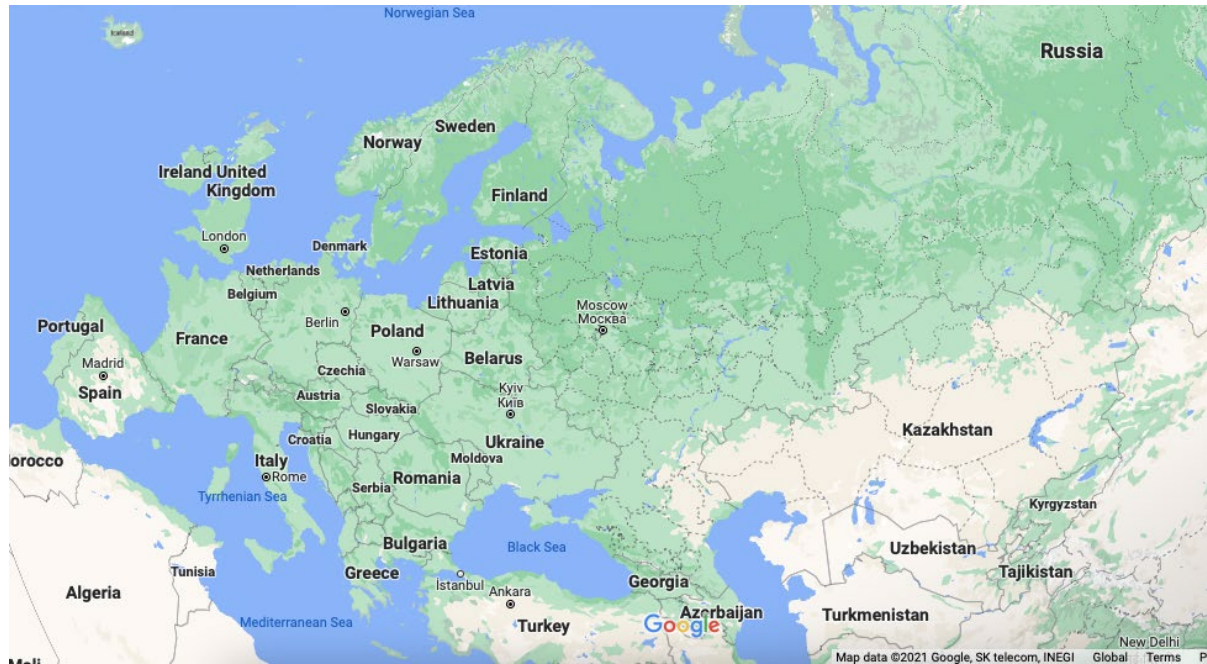 Norwegian Sea
Iceland
Russia
Sweden
Norway
Ireland United
Kingdom
Finland
London
Denmark
Estonia
Netherlands
Latvia
Belgium
Lithuania
Moscow
Москва
Portugal
Berlin
France
Poland
Madrid
Warsaw
Belarus
Czechia
Spain
Kyiv
Київ
Austria
Slovakia
Kazakhstan
Croatia
Hungary
Ukraine
Moldova
orocco
Italy
Rome
Romania
Serbia
Tyrrhenian Sea
Kyrgyzstan
Bulgaria
Black Sea
Uzbekistan
Tunisia
Greece
İstanbul
Georgia
Tajikistan
Algeria
Ankara
Azerbaijan
Google
Turkmenistan
Mediterranean Sea
Turkey
New Delhi
Mali
Map data ©2021 Google, SK telecom, INEGI Global Terms P